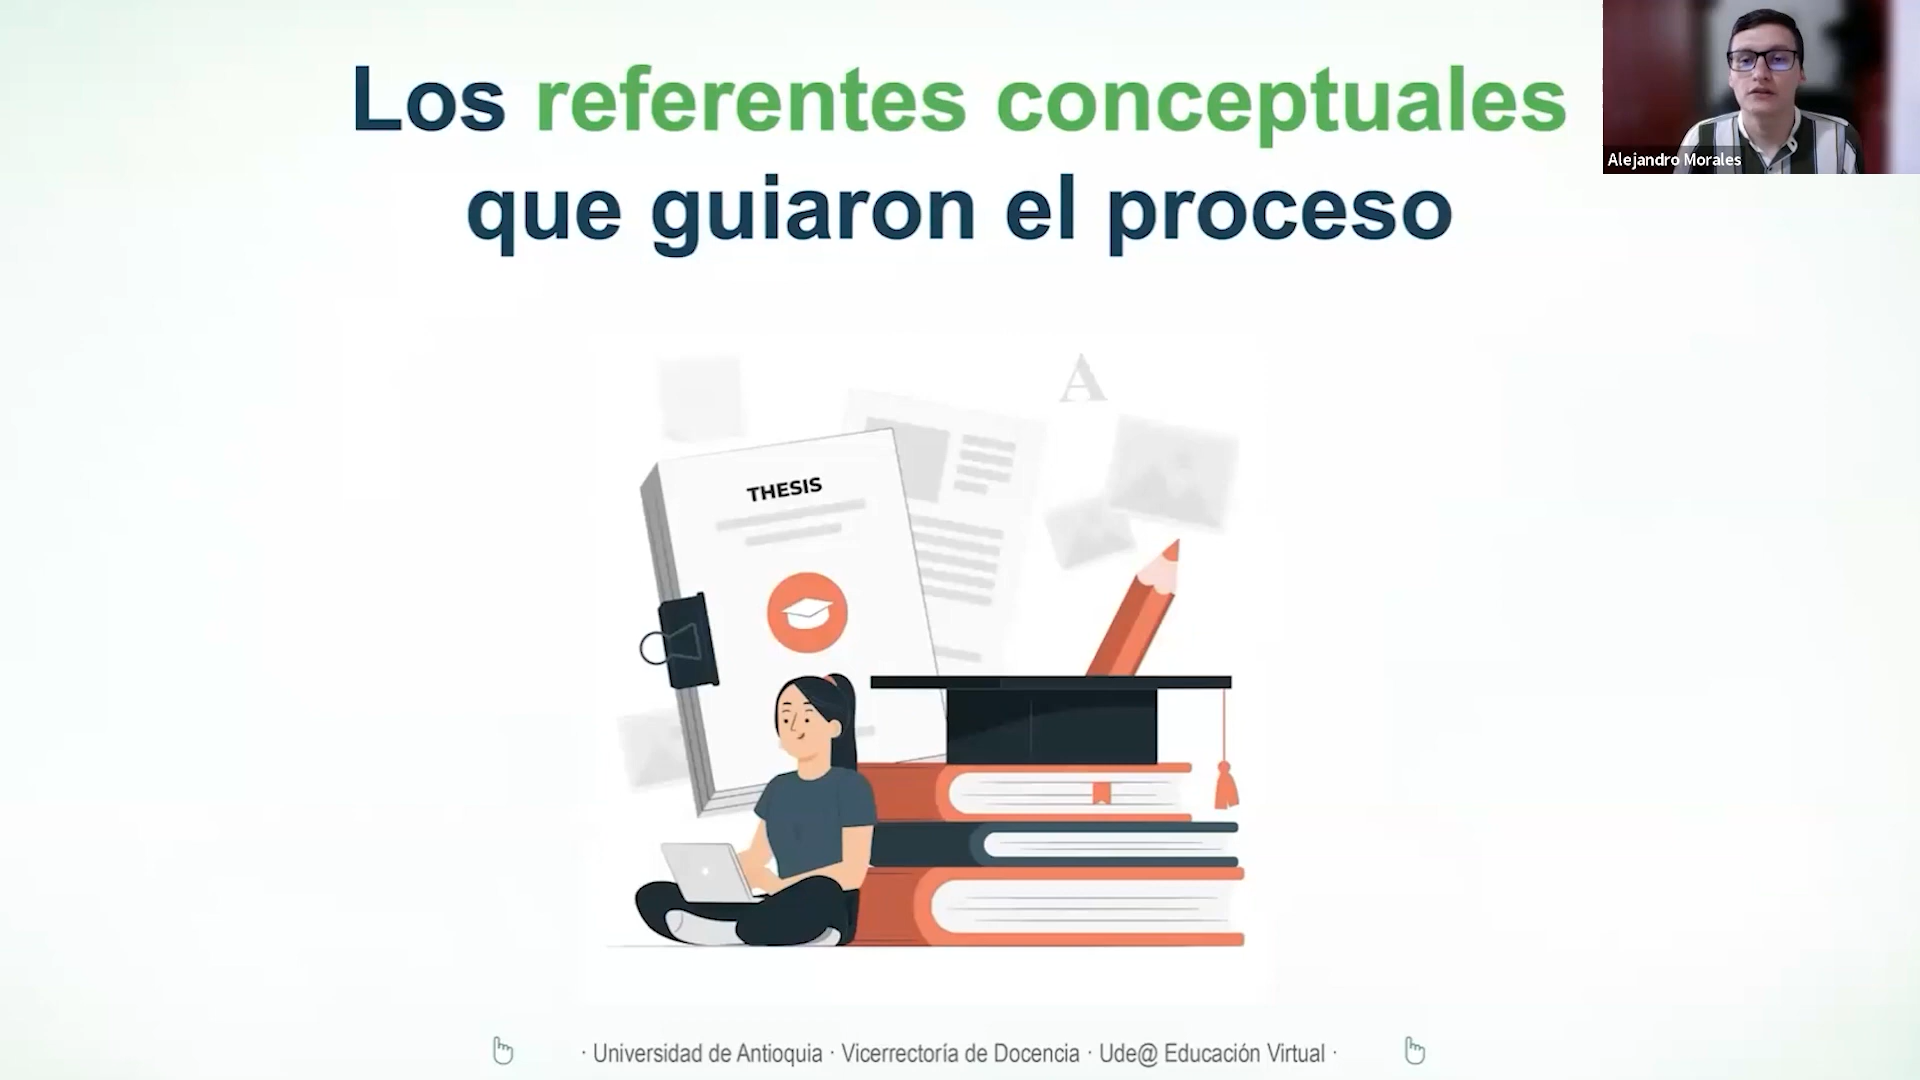 Los referentes conceptuales
que guiaron el proceso
Alejandro Morales
A
THESIS
· Universidad de Antioquia · Vicerrectoría de Docencia · Ude@ Educación Virtual ·